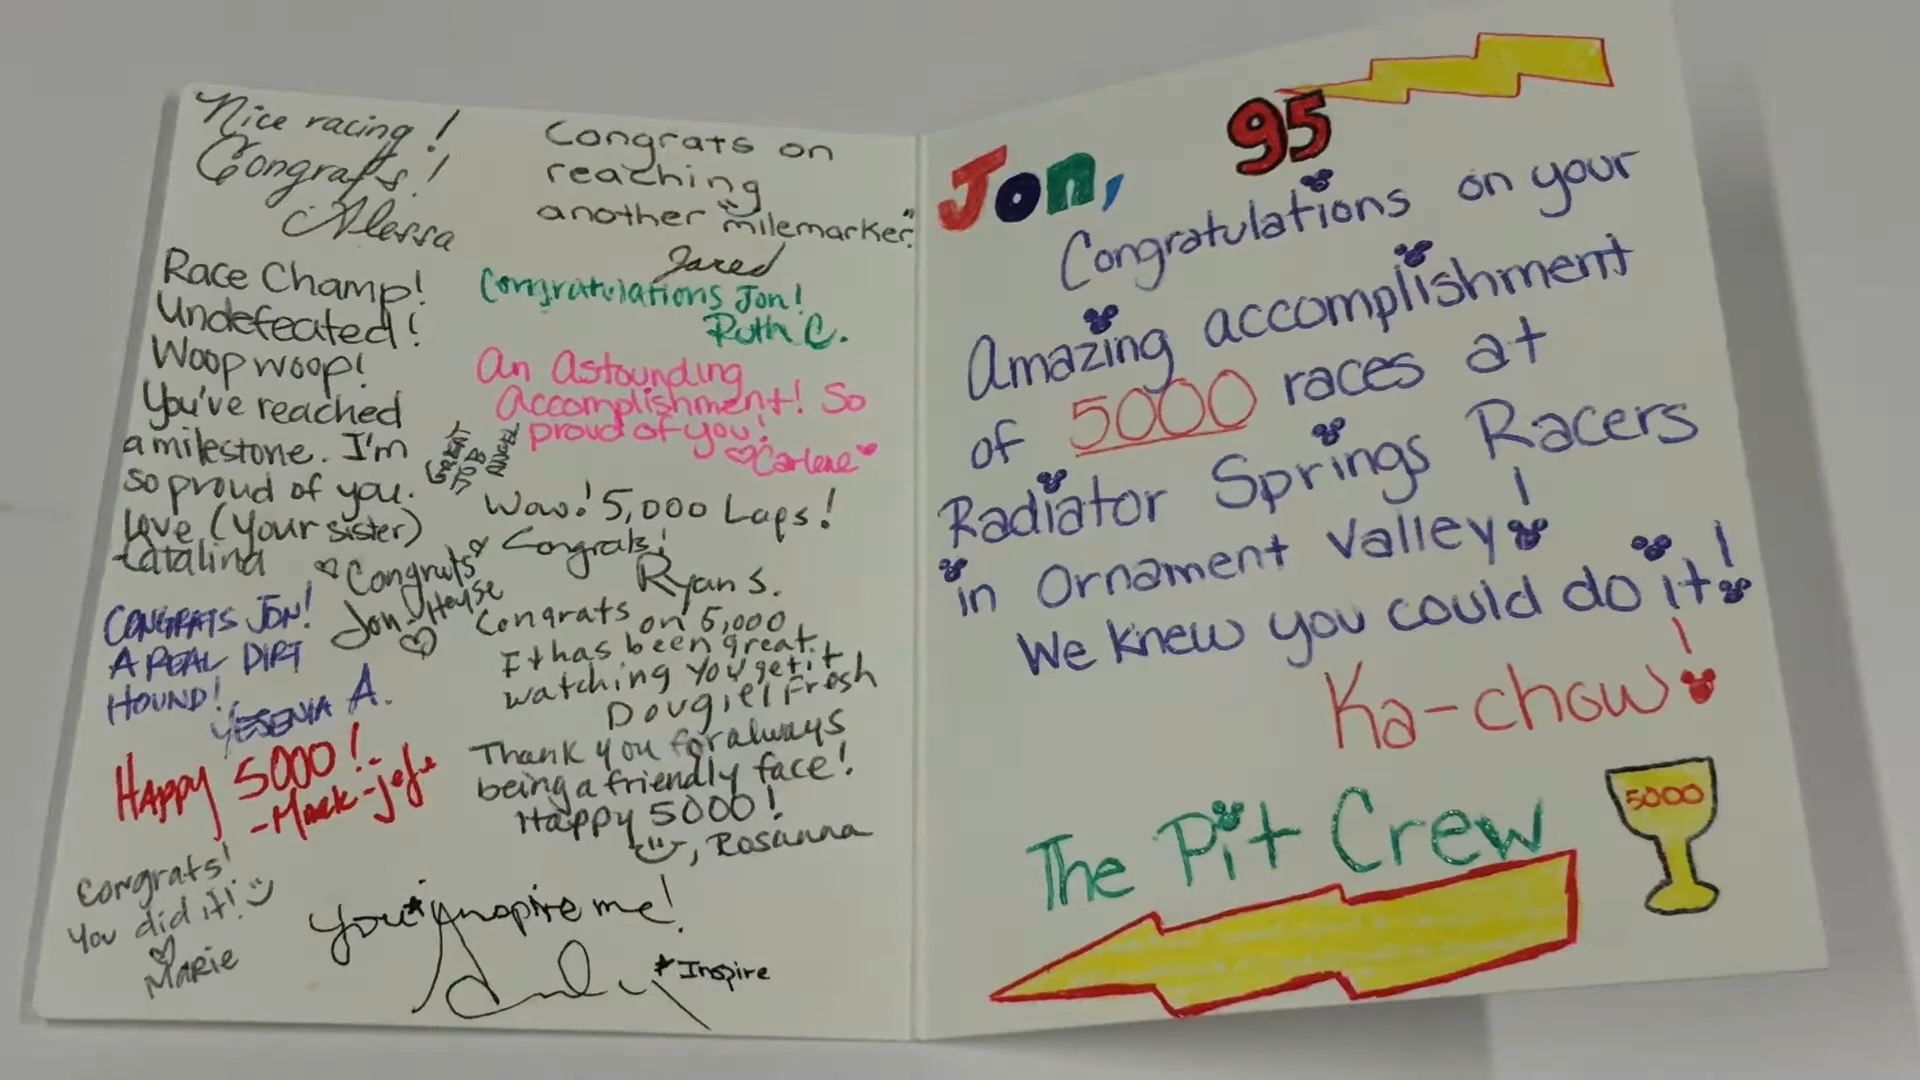 Nice racing!
Congrats!
Alessa
Race Champ!
Undefeated!
Woop woop!
You've reached
a milestone. I'm
so proud of you.
Love (your sister)
-Catalina
CONGRATS JON!
A REAL DIRT
HOUND!
YESENIA A.
Happy 5000!
-Mack-jefe
Congrats!
You did it!
Marie
Congrats on
reaching
another "milemarker."
Jared
Congratulations Jon!
Ruth C.
An Astounding
Accomplishment! So
proud of you!
Carlene
GREAT
JOB
Wow! 5,000 Laps!
Congrats!
Ryan S.
Congrats
Jon-Heyse
Congrats on 5,000
It has been great
watching you get it
Dougie Fresh
Thank you for always
being a friendly face!
Happy 5000!
, Rosanna
You * inspire me!
* Inspire
95
Jon,
Congratulations on your
Amazing accomplishment
of 5000 races at
Radiator Springs Racers
in Ornament Valley!
We knew you could do it!
Ka-chow!
The Pit Crew
5000